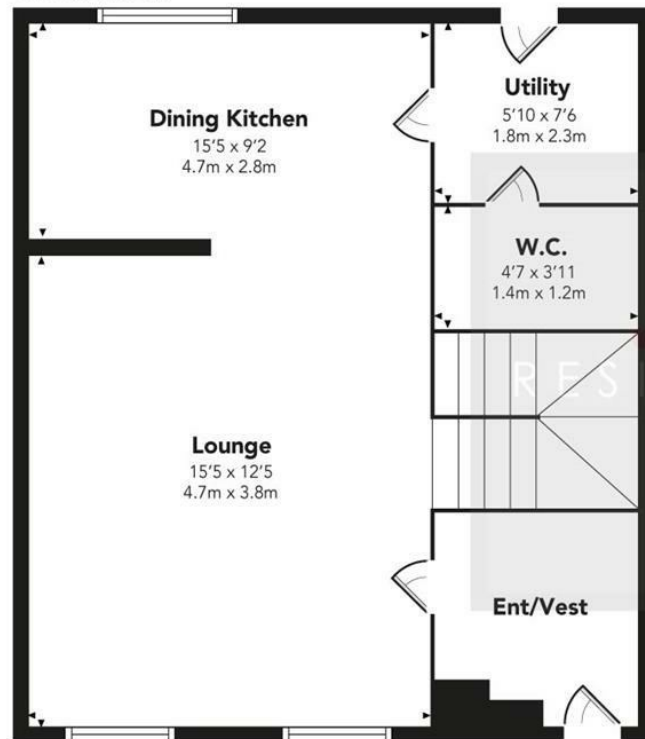 Dining Kitchen
15'5 x 9'2
4.7m x 2.8m
Utility
5'10 x 7'6
1.8m x 2.3m
W.C.
4'7 x 3'11
1.4m x 1.2m
RESI
Lounge
15'5 x 12'5
4.7m x 3.8m
Ent/Vest